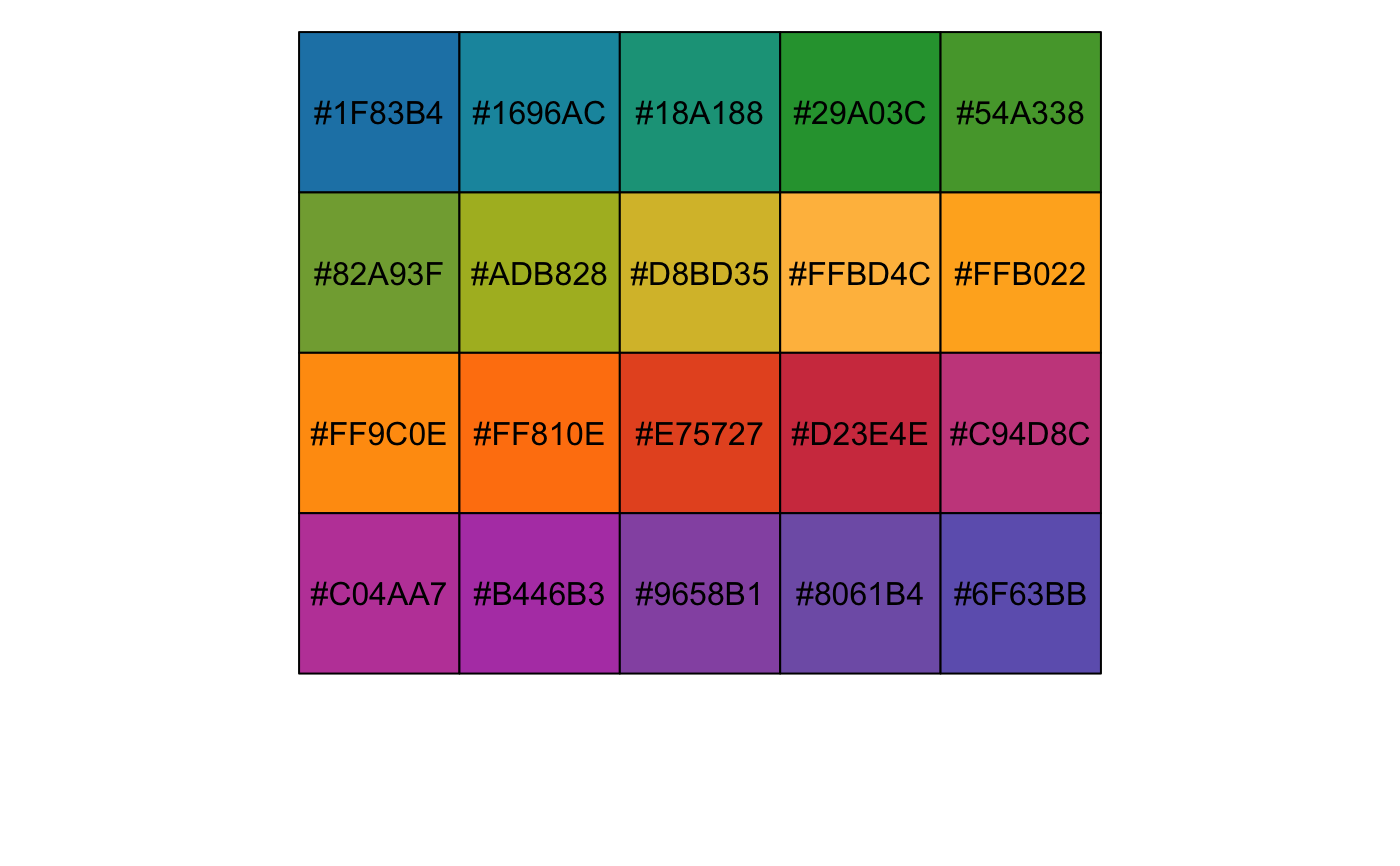 #1F83B4 #1696AC #18A188 #29A03C #54A338
#82A93F #ADB828 #D8BD35 #FFBD4C #FFB022
#FF9C0E #FF810E #E75727 #D23E4E #C94D8C
#C04AA7 #B446B3 #9658B1 #8061B4 #6F63BB